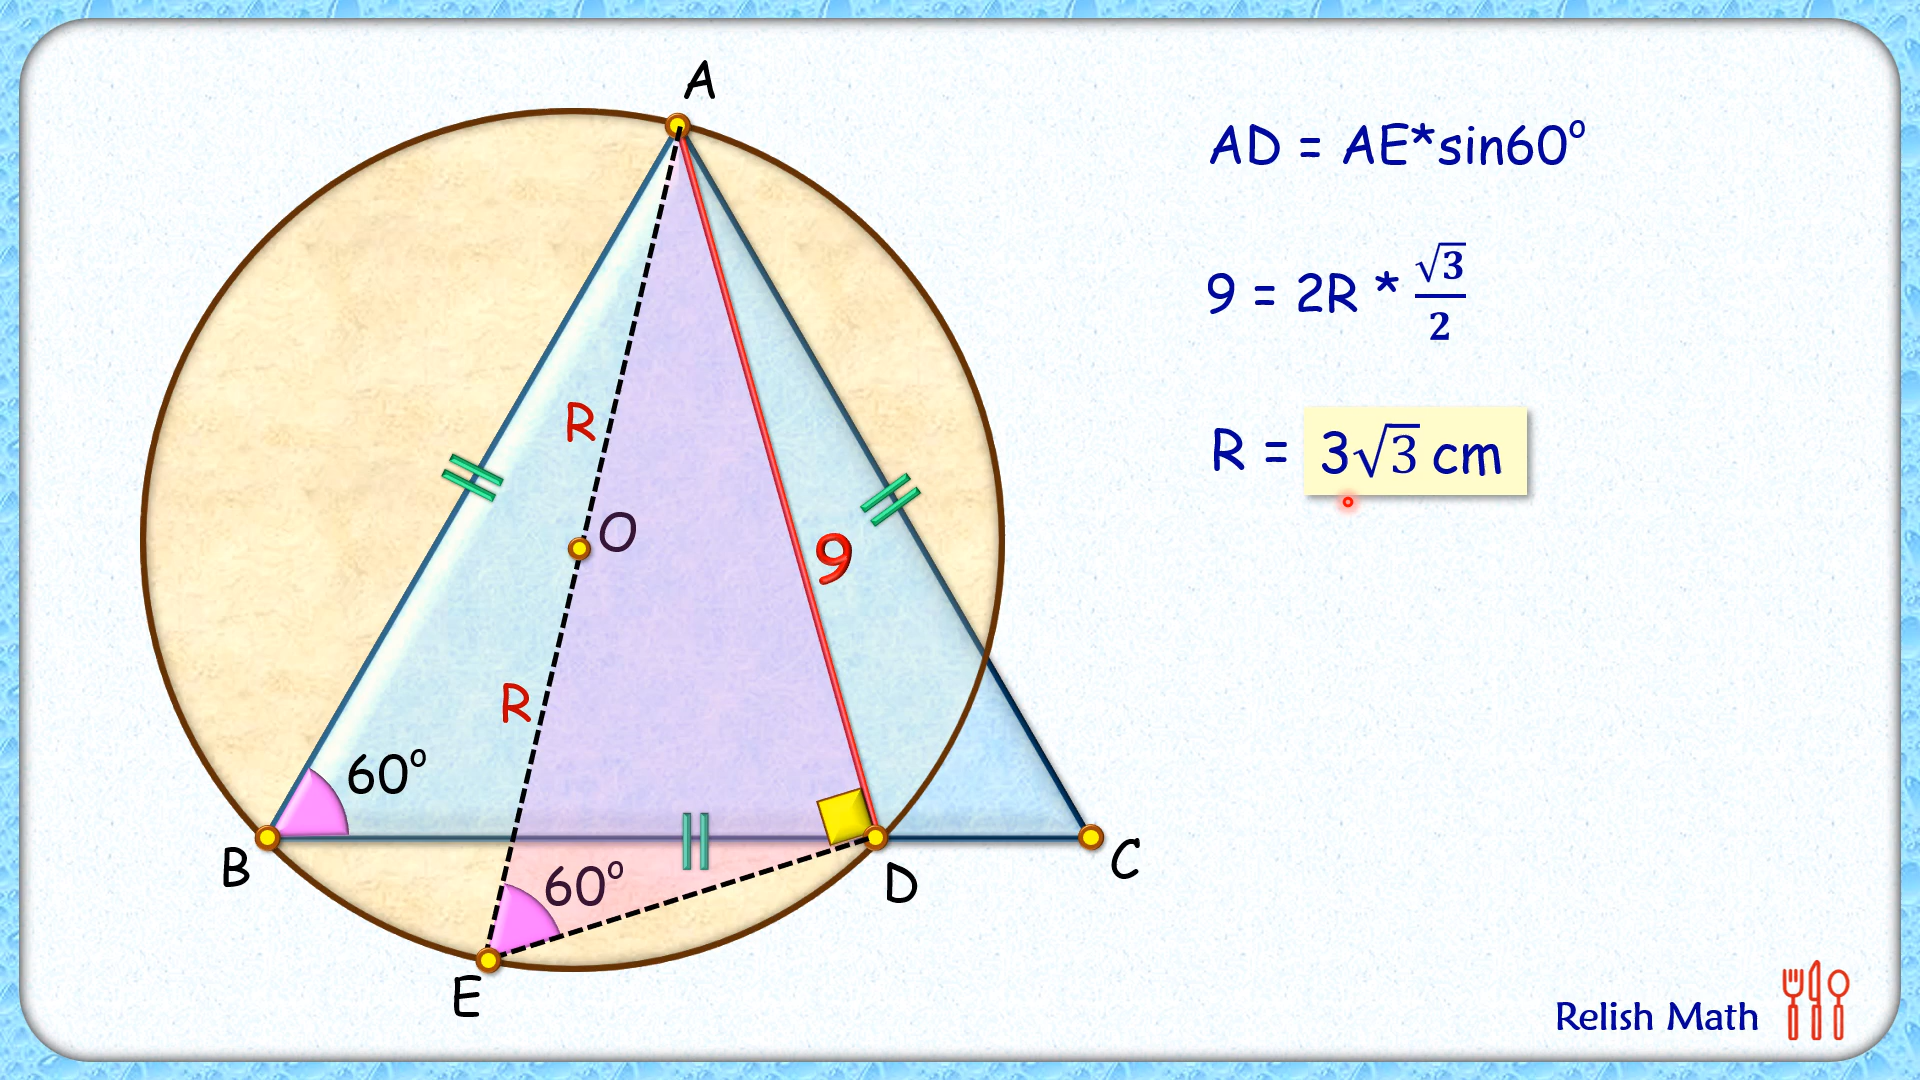 A
AD = AE*sin60°
9 = 2R * √3/2
R
R = 3√3 cm
O
9
R
60°
B
60°
D
C
E
Relish Math